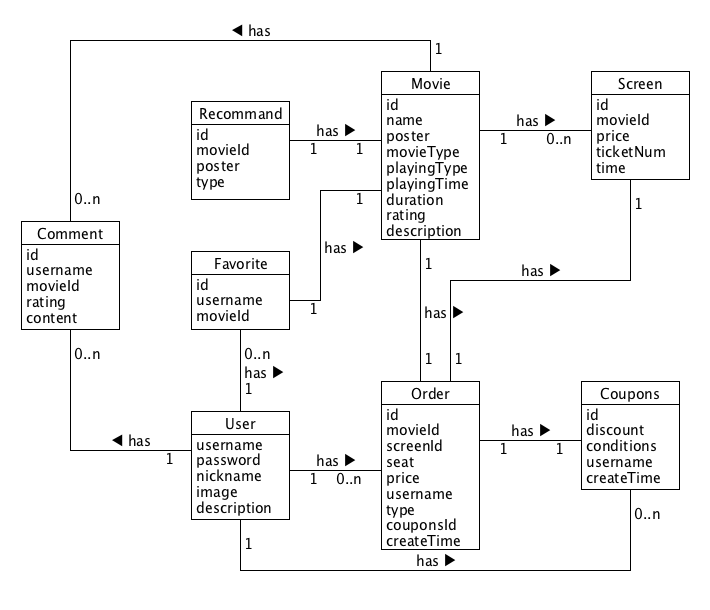 ◀ has
1
Movie
id
name
poster
movieType
playingType
playingTime
duration
rating
description
Screen
id
movieId
price
ticketNum
time
Recommand
id
movieId
poster
type
has ▶
1 1
has ▶
1 0..n
0..n
1
1
Comment
id
username
movieId
rating
content
has ▶
Favorite
id
username
movieId
1
1
has ▶
has ▶
0..n
0..n
has ▶
1
1 1
Order
id
movieId
screenId
seat
price
username
type
couponsId
createTime
Coupons
id
discount
conditions
username
createTime
User
username
password
nickname
image
description
◀ has
1
has ▶
1 0..n
has ▶
1 1
0..n
1
has ▶